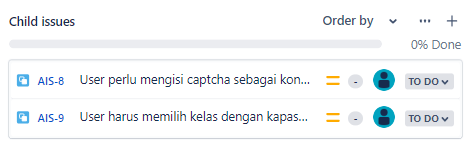 Child issues Order by
0% Done
AIS-8 User perlu mengisi captcha sebagai kon... - TO DO
AIS-9 User harus memilih kelas dengan kapas... - TO DO